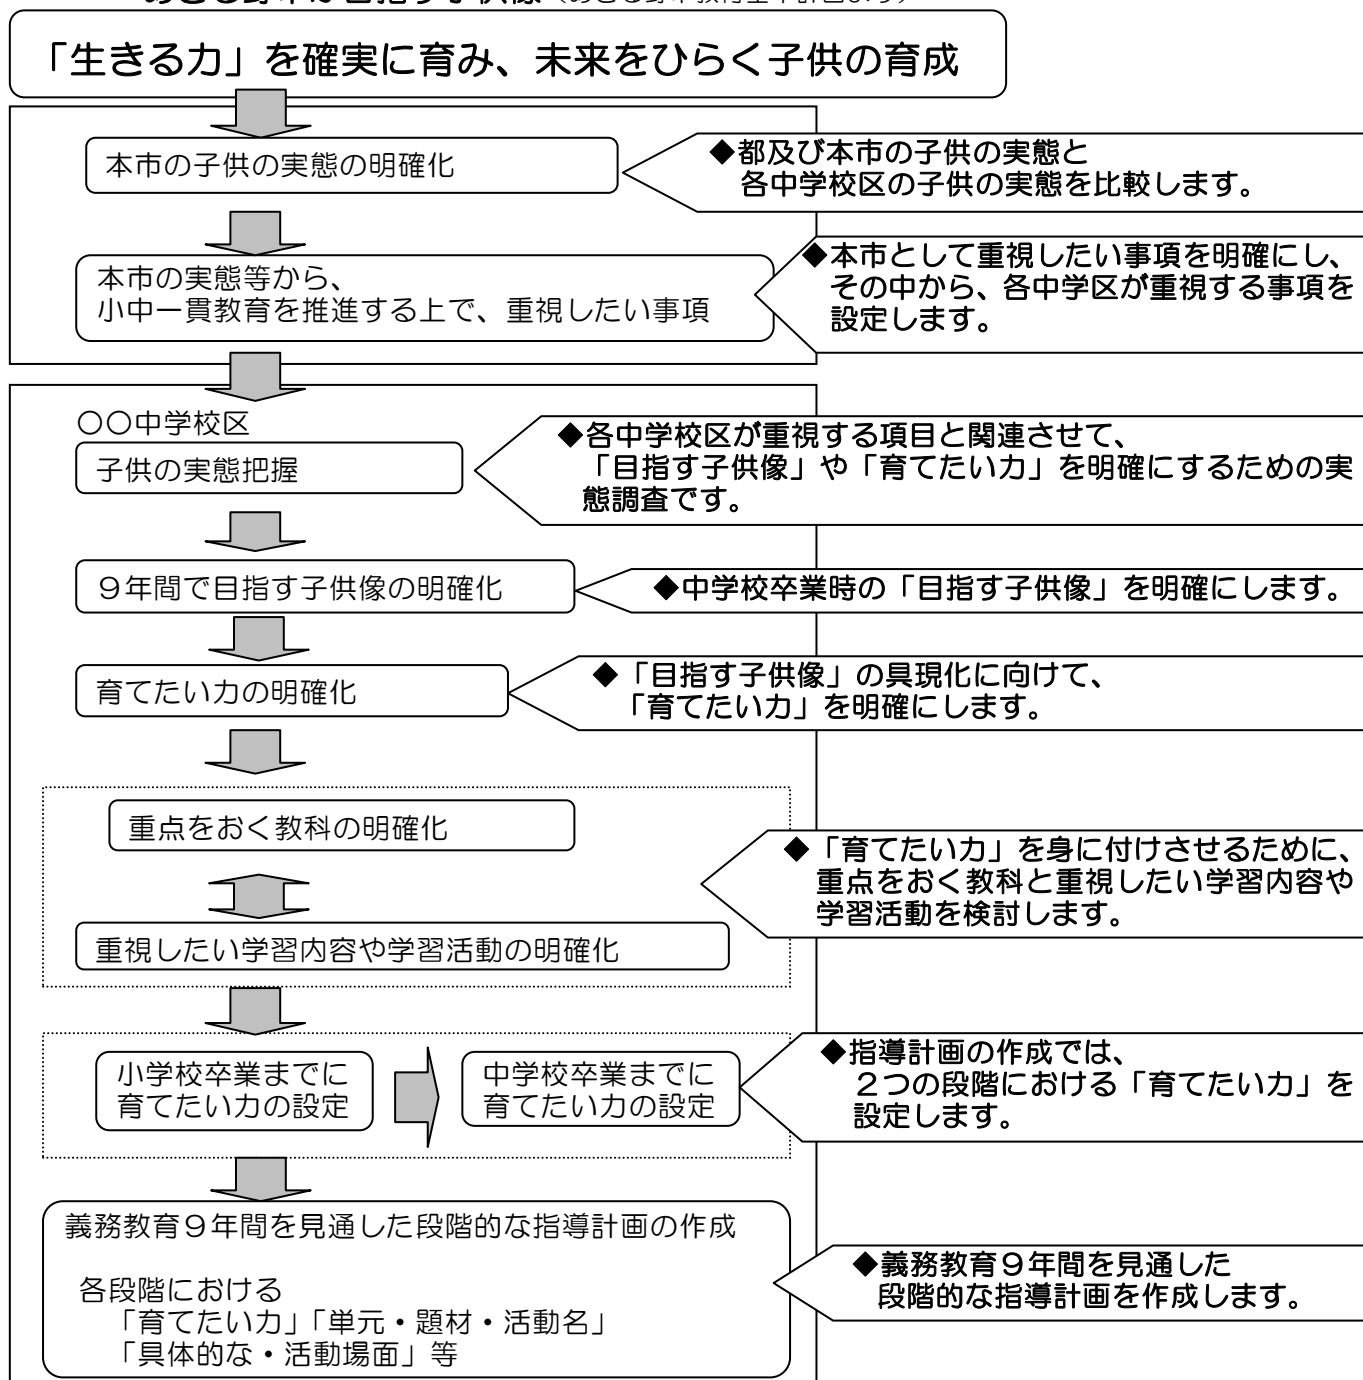 「生きる力」を確実に育み、未来をひらく子供の育成
本市の子供の実態の明確化
◆都及び本市の子供の実態と
各中学校区の子供の実態を比較します。
本市の実態等から、
小中一貫教育を推進する上で、重視したい事項
◆本市として重視したい事項を明確にし、
その中から、各中学区が重視する事項を
設定します。
〇〇中学校区
子供の実態把握
◆各中学校区が重視する項目と関連させて、
「目指す子供像」や「育てたい力」を明確にするための実
態調査です。
９年間で目指す子供像の明確化
◆中学校卒業時の「目指す子供像」を明確にします。
育てたい力の明確化
◆「目指す子供像」の具現化に向けて、
「育てたい力」を明確にします。
重点をおく教科の明確化
重視したい学習内容や学習活動の明確化
◆「育てたい力」を身に付けさせるために、
重点をおく教科と重視したい学習内容や
学習活動を検討します。
小学校卒業までに
育てたい力の設定
中学校卒業までに
育てたい力の設定
◆指導計画の作成では、
２つの段階における「育てたい力」を
設定します。
義務教育９年間を見通した段階的な指導計画の作成
各段階における
「育てたい力」「単元・題材・活動名」
「具体的な・活動場面」等
◆義務教育９年間を見通した
段階的な指導計画を作成します。